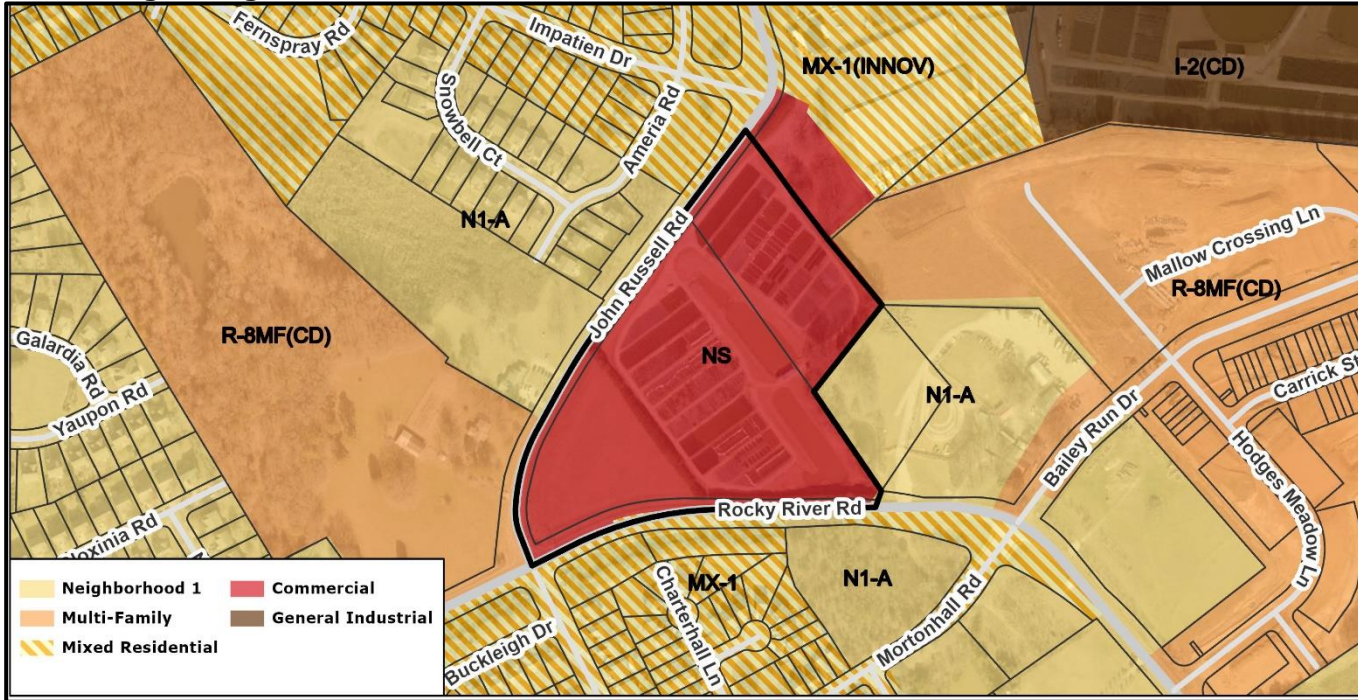 Fernspray Rd
Impatien Dr
MX-1(INNOV)
I-2(CD)
Snowbell Ct
Ameria Rd
N1-A
John Russell Rd
Mallow Crossing Ln
R-8MF(CD)
R-8MF(CD)
Galardia Rd
Yaupon Rd
NS
N1-A
Bailey Run Dr
Carrick St
Hodges Meadow Ln
Rocky River Rd
N1-A
MX-1
Charterhall Ln
Mortonhall Rd
Buckleigh Dr
Neighborhood 1
Commercial
Multi-Family
General Industrial
Mixed Residential